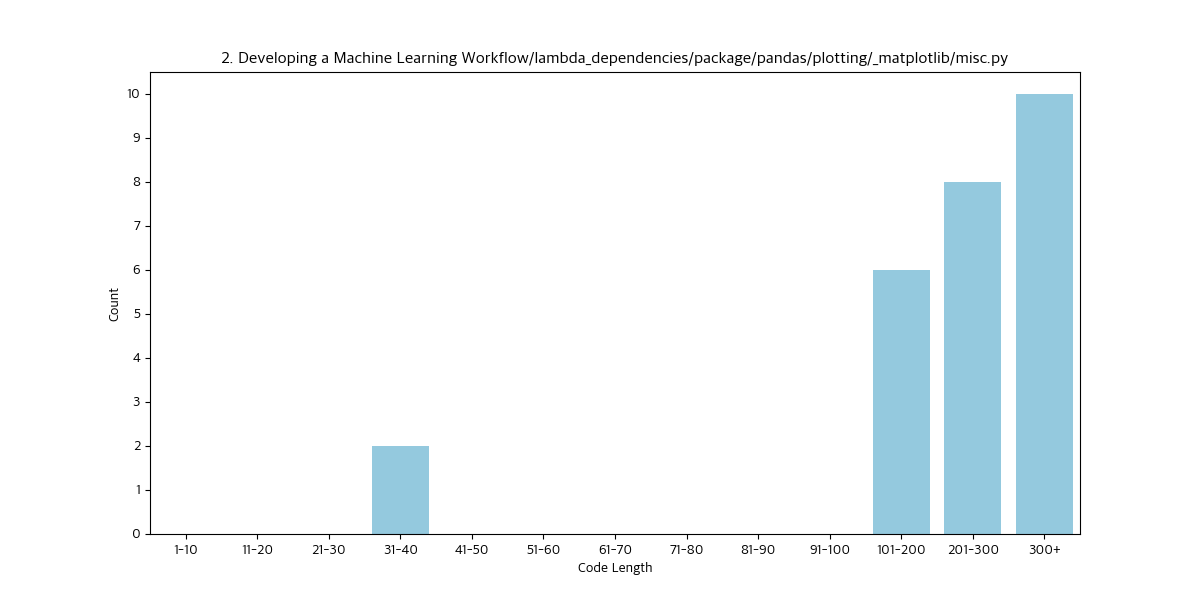 2. Developing a Machine Learning Workflow/lambda_dependencies/package/pandas/plotting/_matplotlib/misc.py
10
9
8
7
6
5
4
3
2
1
0
Count
1-10 11-20 21-30 31-40 41-50 51-60 61-70 71-80 81-90 91-100 101-200 201-300 300+
Code Length